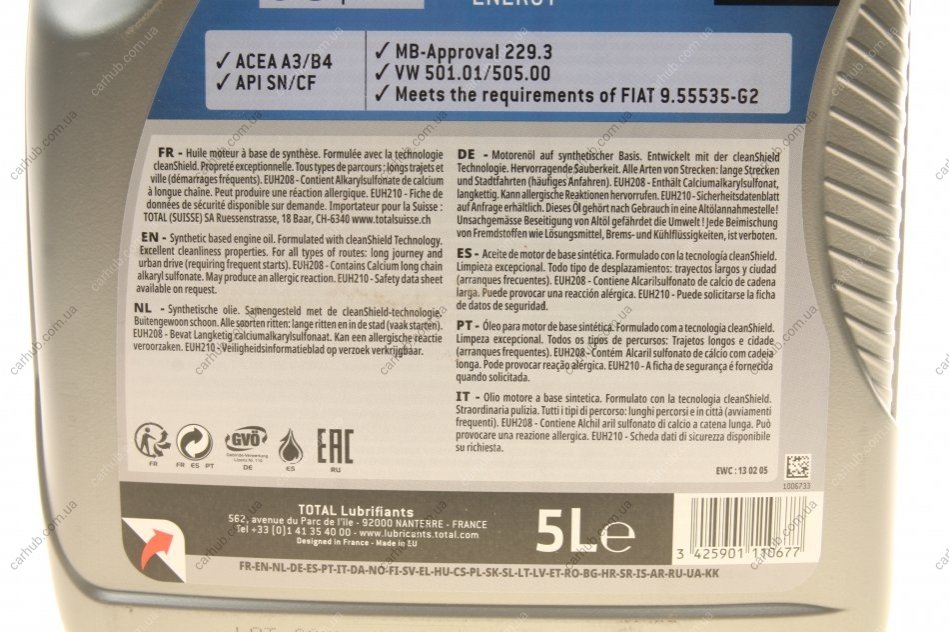 ENERGY
✓ ACEA A3/B4
✓ API SN/CF
✓ MB-Approval 229.3
✓ VW 501.01/505.00
✓ Meets the requirements of FIAT 9.55535-G2
FR - Huile moteur à base de synthèse. Formulée avec la technologie
cleanShield. Propreté exceptionnelle. Tous types de parcours : longs trajets et
ville (démarrages fréquents). EUH208 - Contient Alkarylsulfonate de calcium
à longue chaîne. Peut produire une réaction allergique. EUH210 - Fiche de
données de sécurité disponible sur demande. Importateur pour la Suisse :
TOTAL (SUISSE) SA Ruessenstrasse, 18 Baar, CH-6340 www.totalsuisse.ch
EN - Synthetic based engine oil. Formulated with cleanShield Technology.
Excellent cleanliness properties. For all types of routes: long journey and
urban drive (requiring frequent starts). EUH208 - Contains Calcium long chain
alkaryl sulfonate. May produce an allergic reaction. EUH210 - Safety data sheet
available on request.
NL - Synthetische olie. Samengesteld met de cleanShield-technologie.
Buitengewoon schoon. Alle soorten ritten: lange ritten en in de stad (vaak starten).
EUH208 - Bevat Langketig calciumalkarylsulfonaat. Kan een allergische reactie
veroorzaken. EUH210 - Veiligheidsinformatieblad op verzoek verkrijgbaar.
DE - Motorenöl auf synthetischer Basis. Entwickelt mit der cleanShield
Technologie. Hervorragende Sauberkeit. Alle Arten von Strecken: lange Strecken
und Stadtfahrten (häufiges Anfahren). EUH208 - Enthält Calciumalkarylsulfonat,
langkettig. Kann allergische Reaktionen hervorrufen. EUH210 - Sicherheitsdatenblatt
auf Anfrage erhältlich. Dieses Öl gehört nach Gebrauch in eine Altölannahmestelle!
Unsachgemässe Beseitigung von Altöl gefährdet die Umwelt ! Jede Beimischung
von Fremdstoffen wie Lösungsmittel, Brems- und Kühlflüssigkeiten, ist verboten.
ES - Aceite de motor de base sintética. Formulado con la tecnología cleanShield.
Limpieza excepcional. Todo tipo de desplazamientos: trayectos largos y ciudad
(arranques frecuentes). EUH208 - Contiene Alcarilsulfonato de calcio de cadena
larga. Puede provocar una reacción alérgica. EUH210 - Puede solicitarse la ficha
de datos de seguridad.
PT - Óleo para motor de base sintética. Formulado com a tecnologia cleanShield.
Limpeza excepcional. Todos os tipos de percursos: Trajetos longos e cidade
(arranques frequentes). EUH208 - Contém Alcaril sulfonato de cálcio com cadeia
longa. Pode provocar reação alérgica. EUH210 - A ficha de segurança é fornecida
quando solicitada.
IT - Olio motore a base sintetica. Formulato con la tecnologia cleanShield.
Straordinaria pulizia. Tutti i tipi di percorso: lunghi percorsi e in città (avviamenti
frequenti). EUH208 - Contiene Alchil aril sulfonato di calcio a catena lunga. Può
provocare una reazione allergica. EUH210 - Scheda dati di sicurezza disponibile
su richiesta.
EWC : 13 02 05
1006733
FR
FR ES PT
GVÖ
DE
ES
EAC
RU
TOTAL Lubrifiants
562, avenue du Parc de l'île - 92000 NANTERRE - FRANCE
Tel +33 (0)1 41 35 40 00 - www.lubricants.total.com
Designed in France - Made in EU
5L e
3 425901 110677
FR-EN-NL-DE-ES-PT-IT-DA-NO-FI-SV-EL-HU-CS-PL-SK-SL-LT-LV-ET-RO-BG-HR-SR-IS-AR-RU-UA-KK
carhub.com.ua